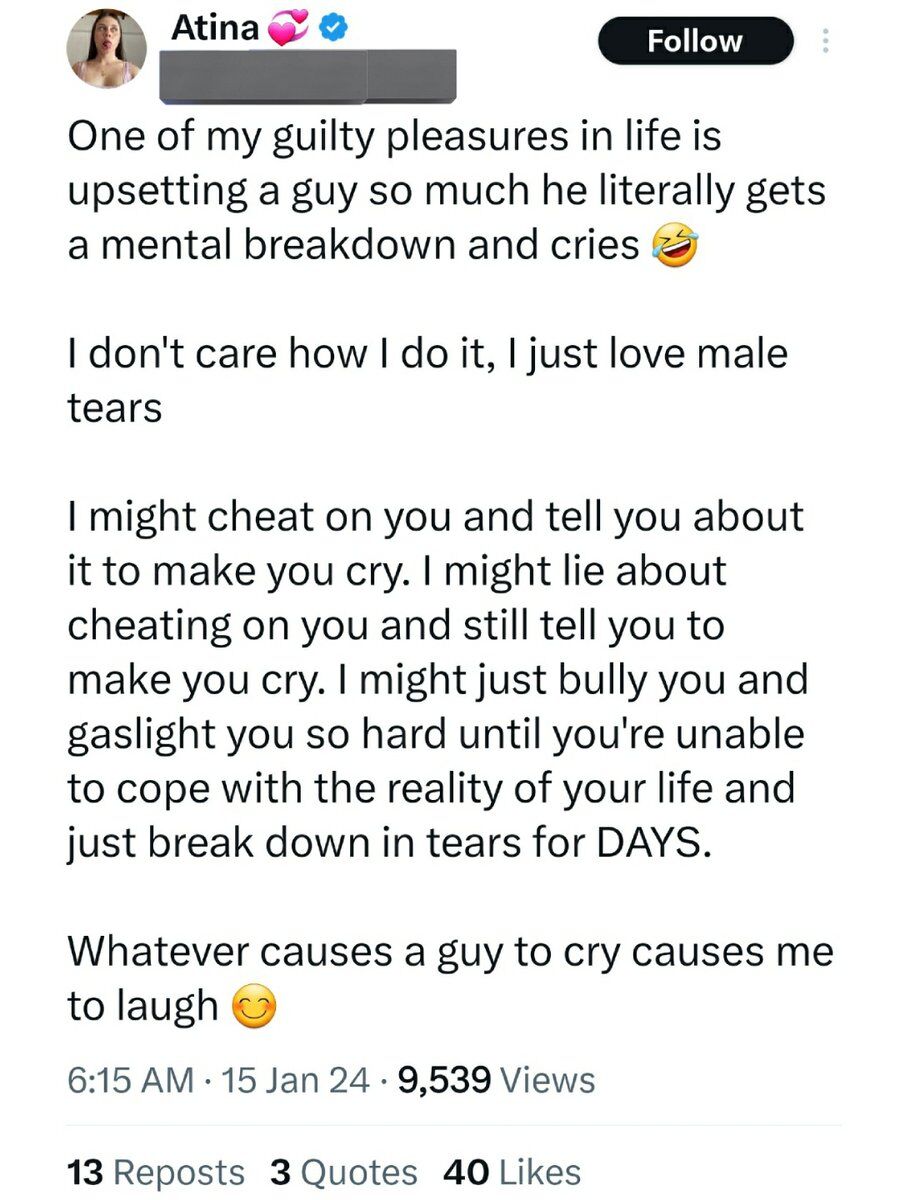 Atina 💞
Follow
One of my guilty pleasures in life is
upsetting a guy so much he literally gets
a mental breakdown and cries 🤣
I don't care how I do it, I just love male
tears
I might cheat on you and tell you about
it to make you cry. I might lie about
cheating on you and still tell you to
make you cry. I might just bully you and
gaslight you so hard until you're unable
to cope with the reality of your life and
just break down in tears for DAYS.
Whatever causes a guy to cry causes me
to laugh 😊
6:15 AM · 15 Jan 24 · 9,539 Views
13 Reposts 3 Quotes 40 Likes